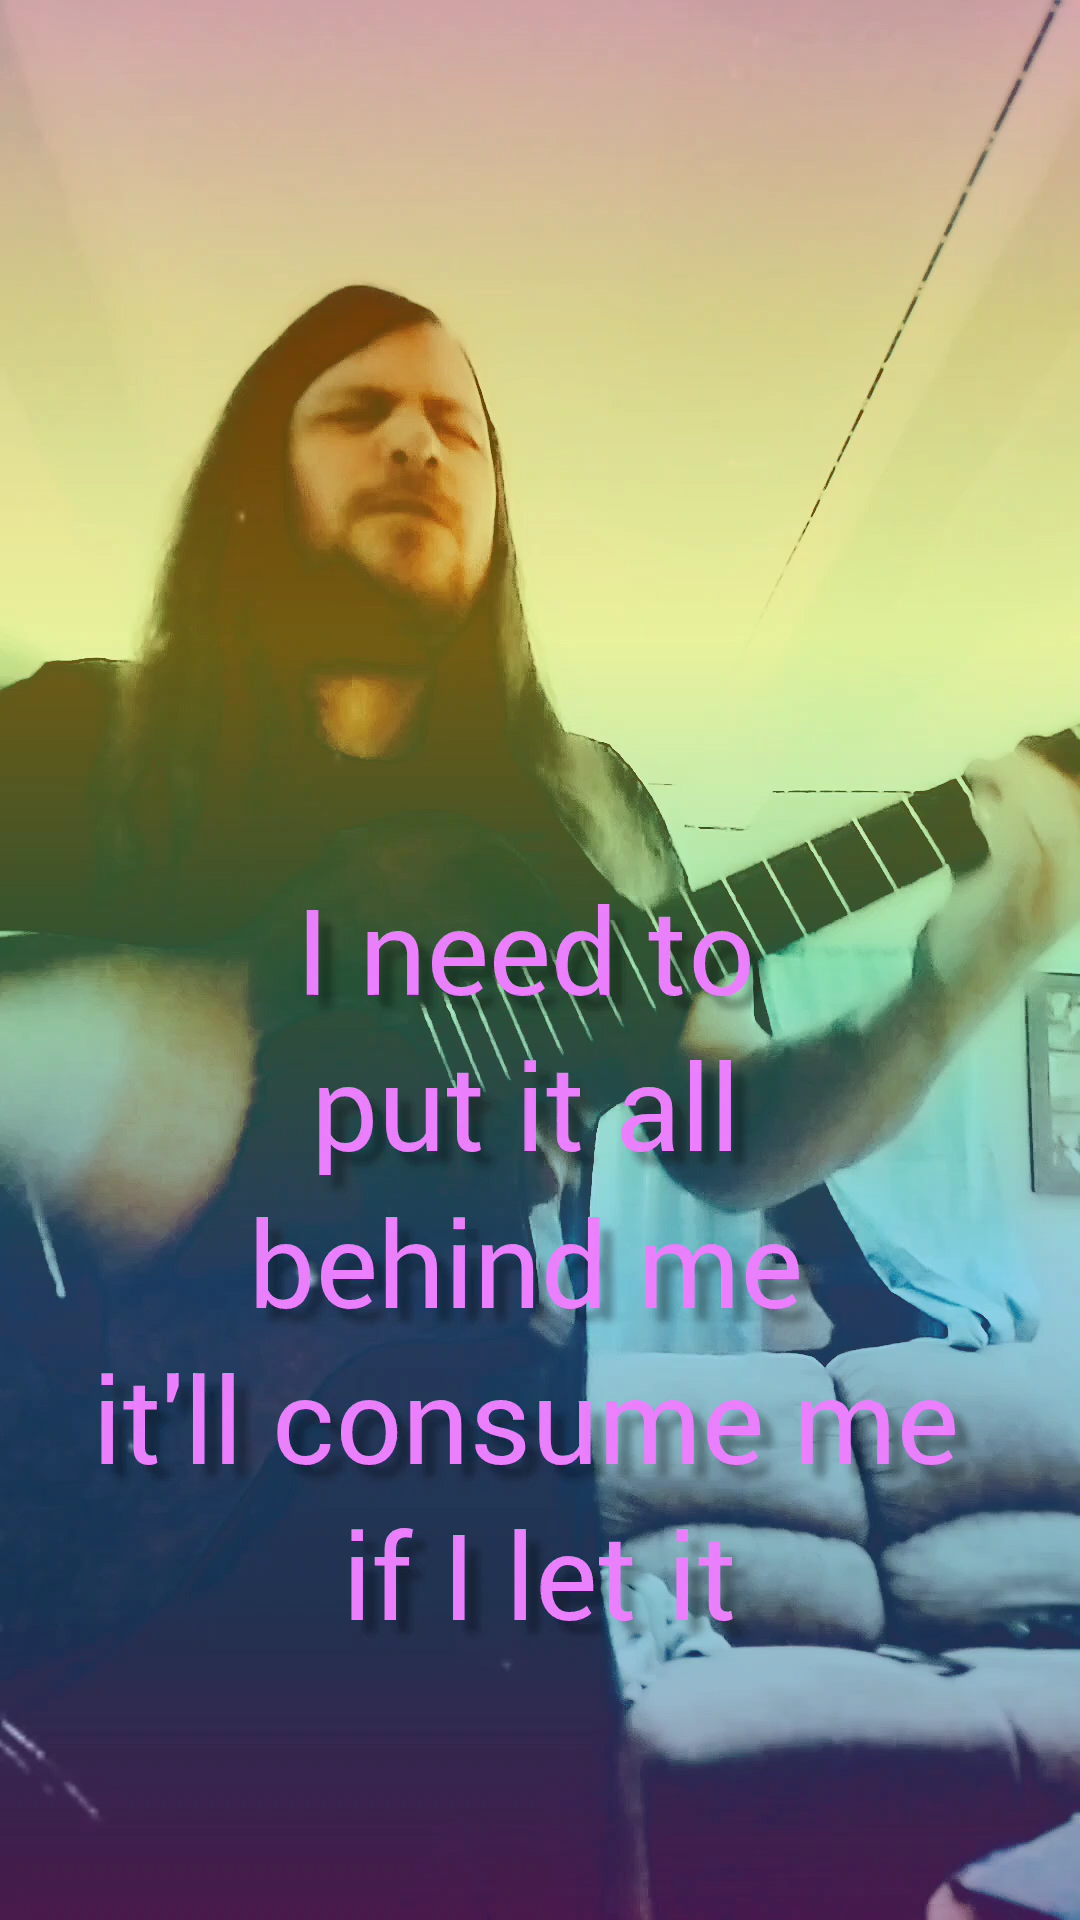 I need to
put it all
behind me
it'll consume me
if I let it